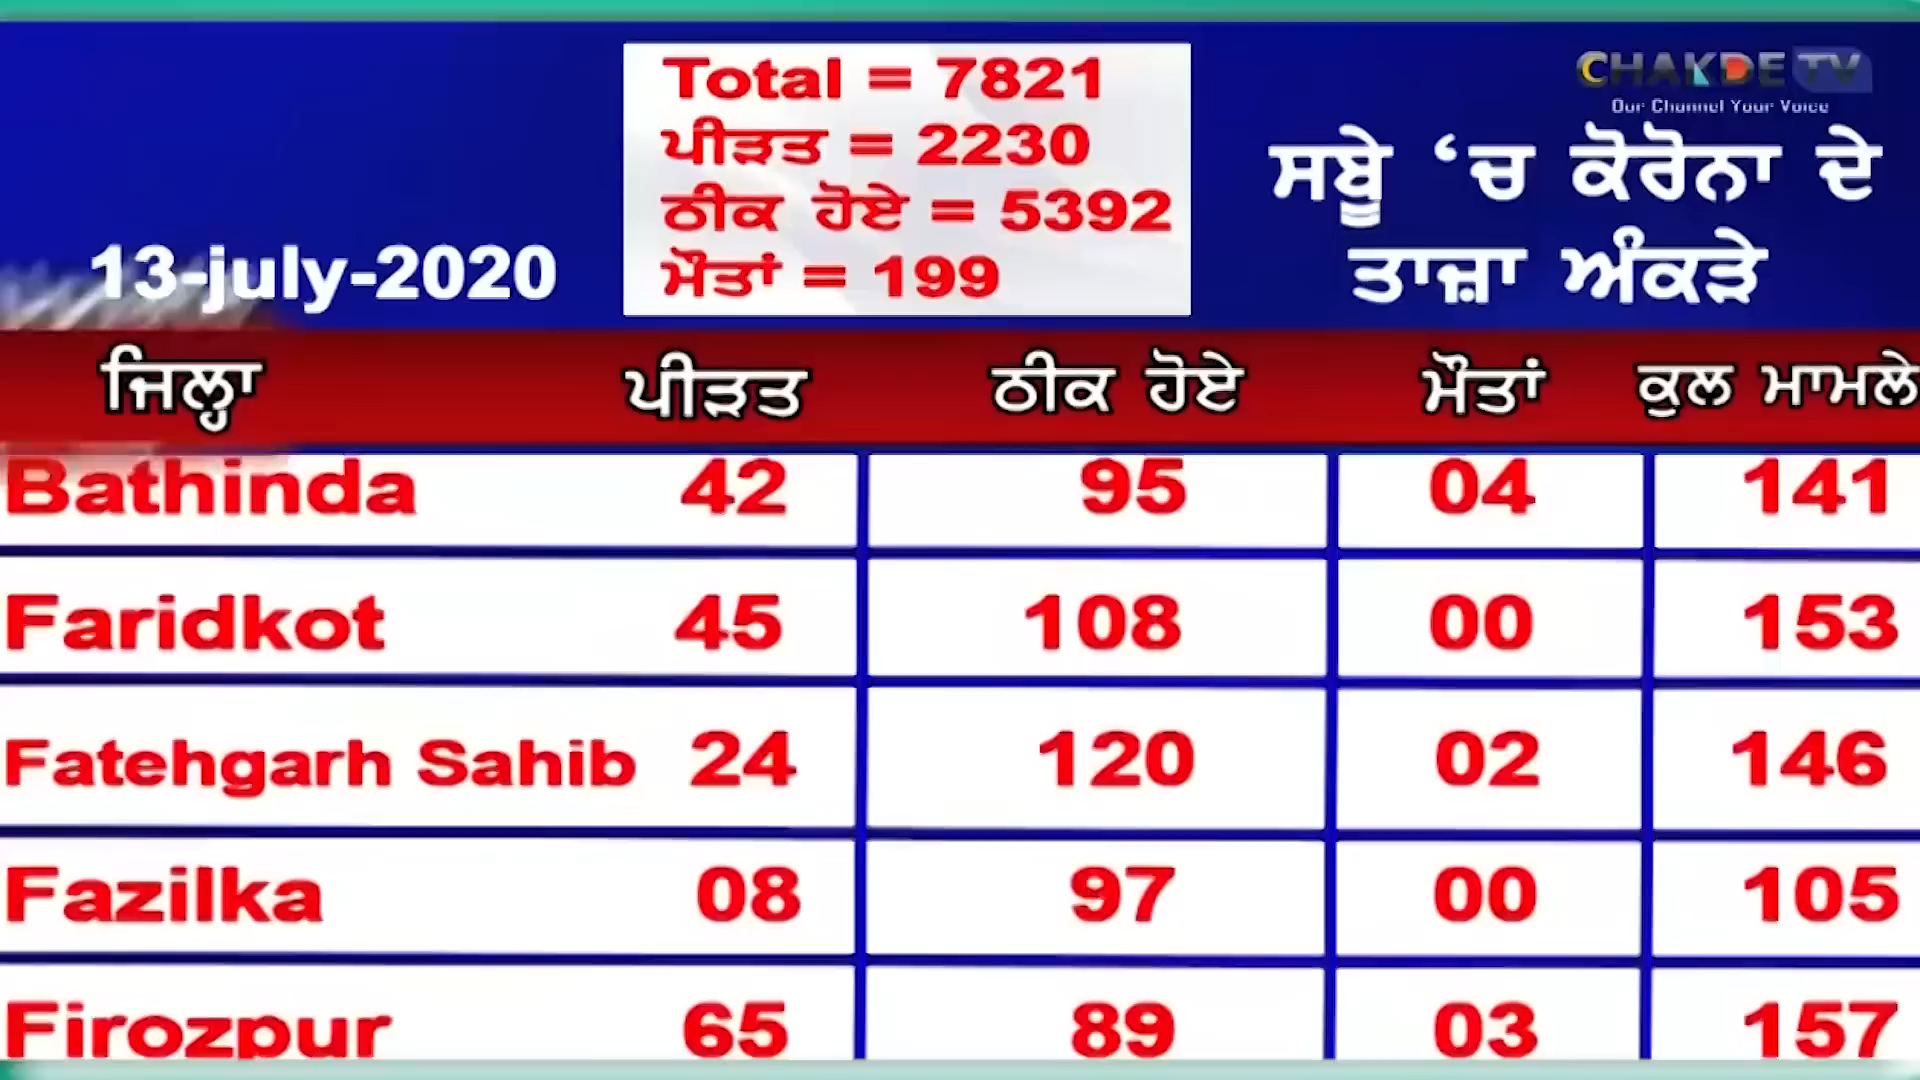 Total = 7821
ਪੀੜਤ = 2230
ਠੀਕ ਹੋਏ = 5392
ਮੌਤਾਂ = 199
CHAKDE TV
Our Channel Your Voice
ਸਬੂੇ ‘ਚ ਕੋਰੋਨਾ ਦੇ
ਤਾਜ਼ਾ ਅੰਕੜੇ
13-july-2020
ਜਿਲ੍ਹਾ ਪੀੜਤ ਠੀਕ ਹੋਏ ਮੌਤਾਂ ਕੁਲ ਮਾਮਲੇ
Bathinda 42 95 04 141
Faridkot 45 108 00 153
Fatehgarh Sahib 24 120 02 146
Fazilka 08 97 00 105
Firozpur 65 89 03 157